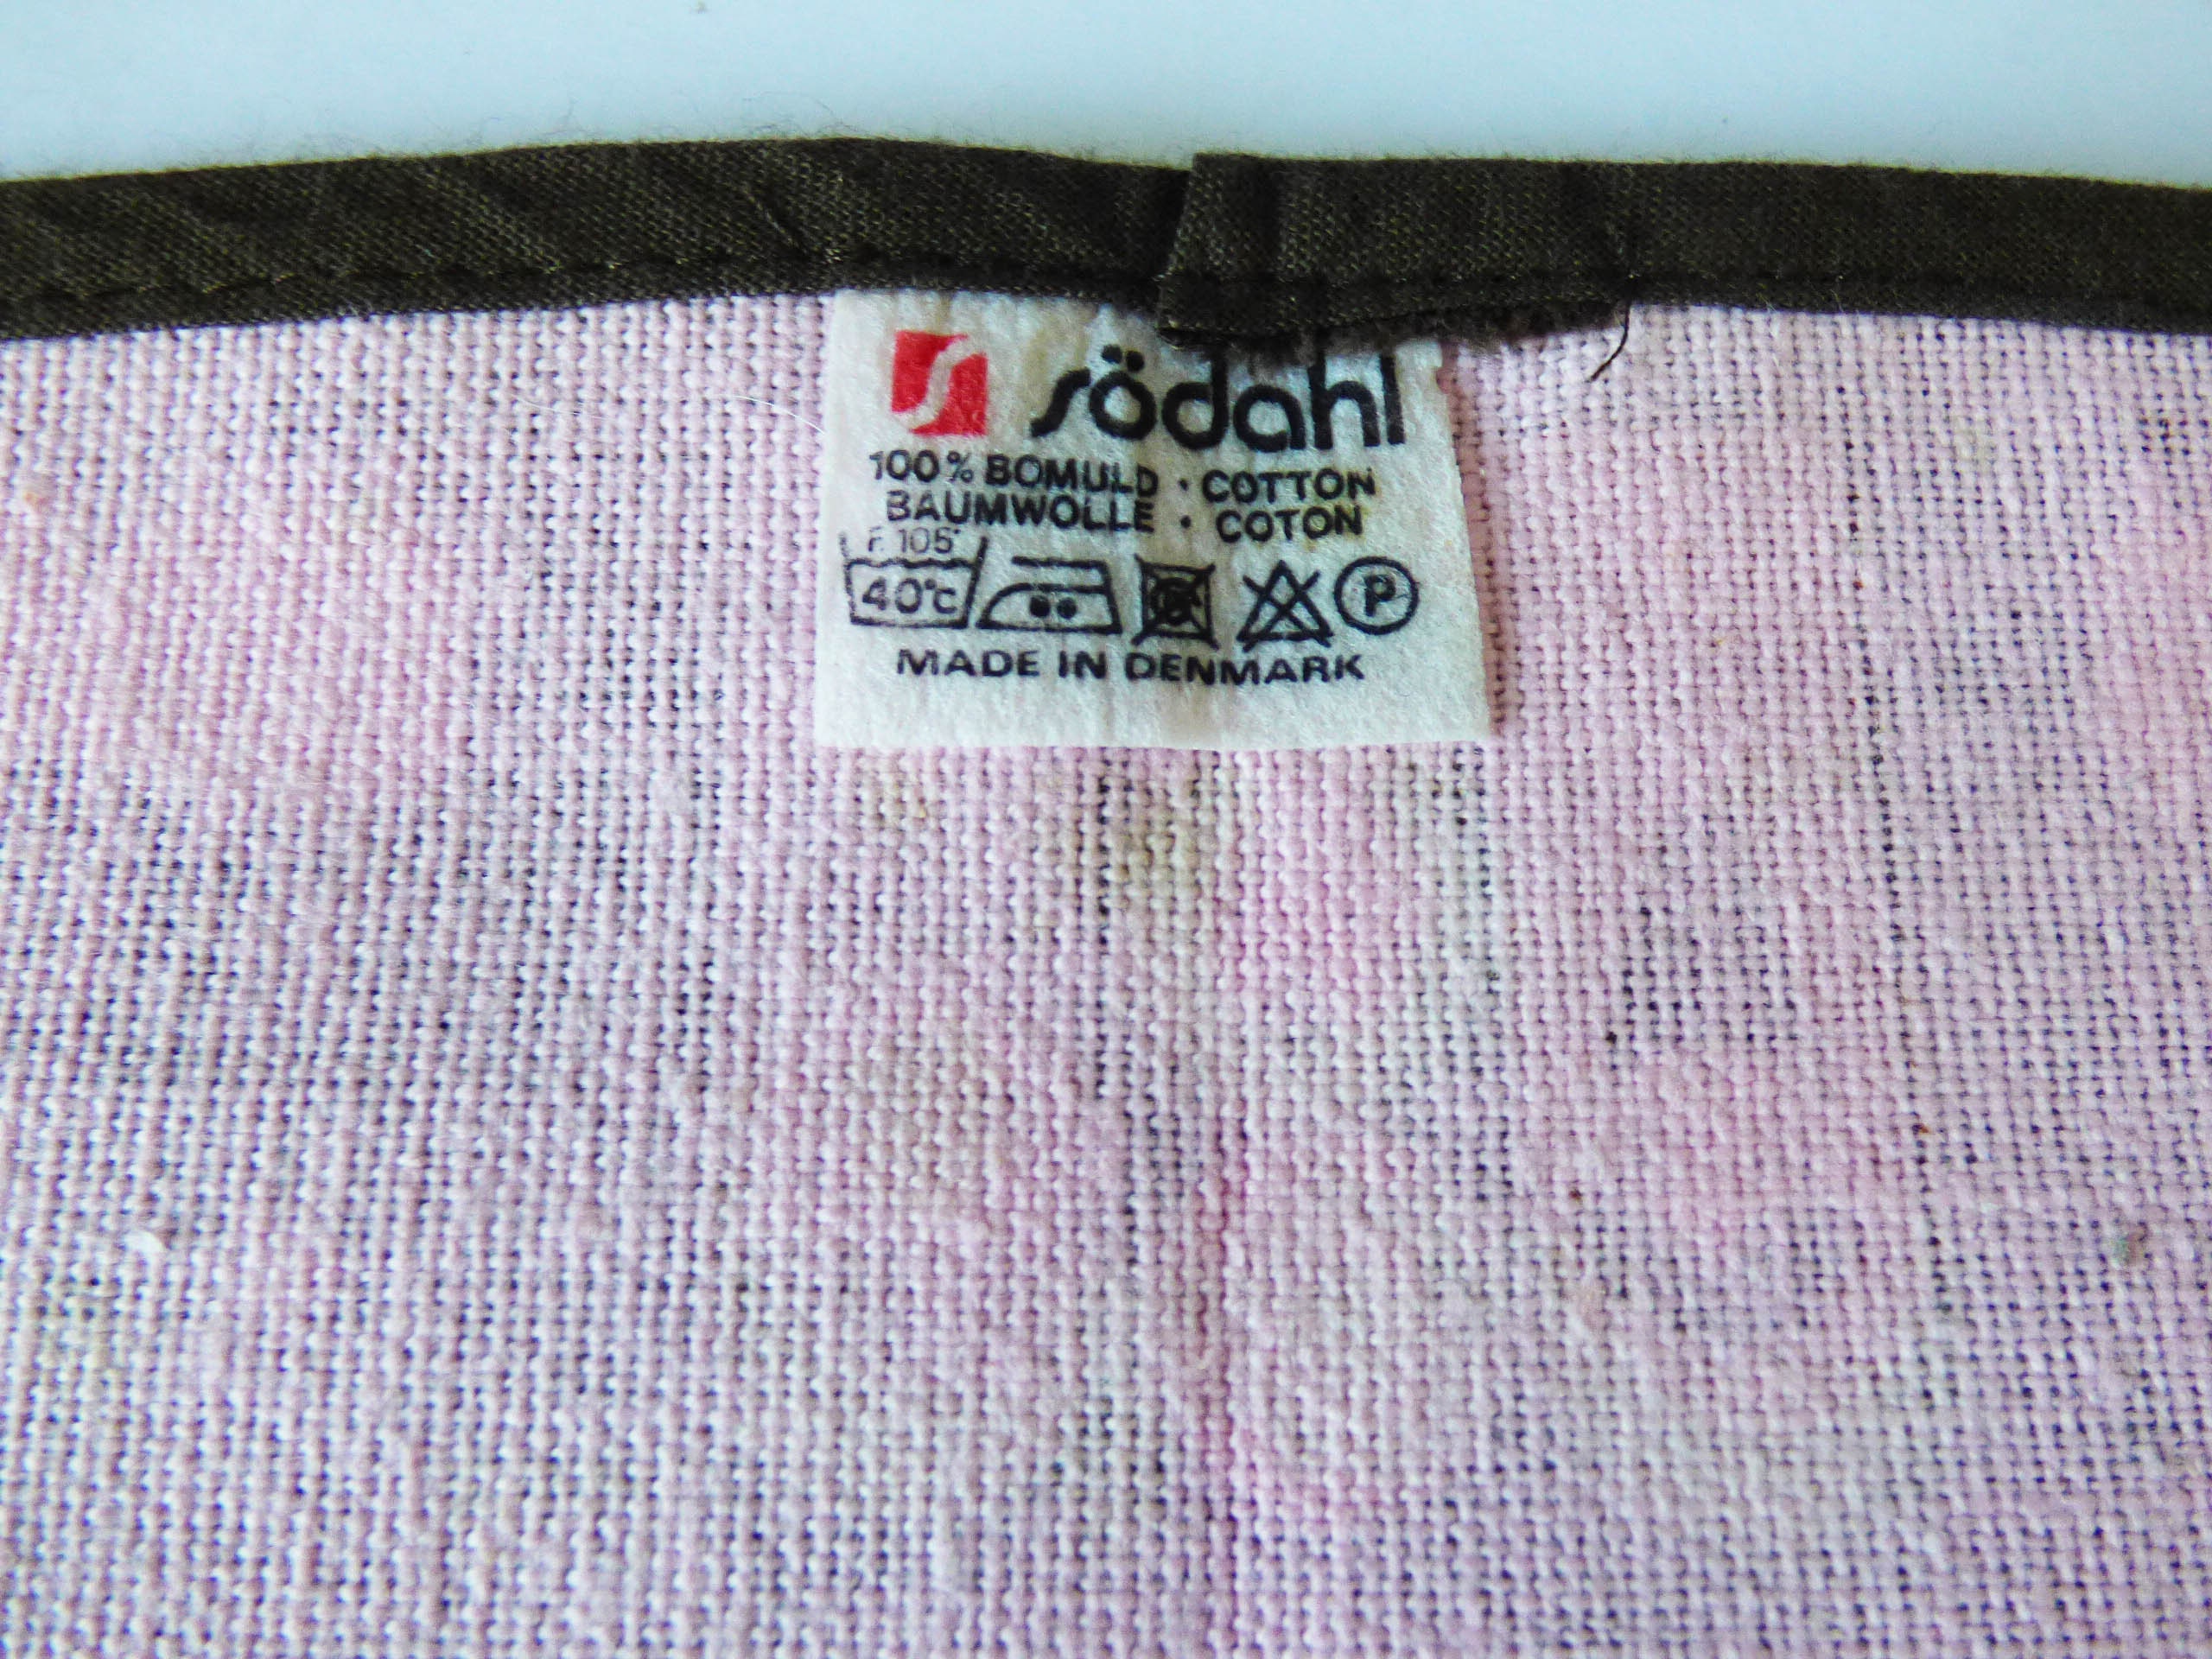 södahl
100% BOMULD · COTTON
BAUMWOLLE · COTON
F. 105°
40°C P
MADE IN DENMARK